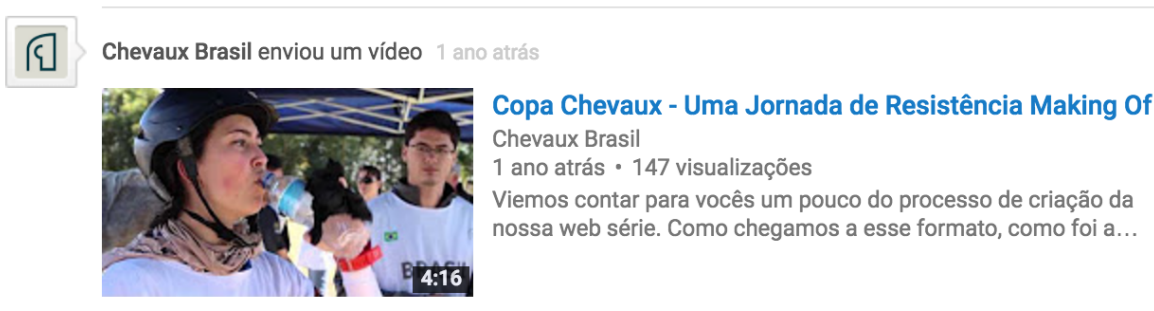 Chevaux Brasil enviou um vídeo 1 ano atrás
Copa Chevaux - Uma Jornada de Resistência Making Of
Chevaux Brasil
1 ano atrás • 147 visualizações
Viemos contar para vocês um pouco do processo de criação da
nossa web série. Como chegamos a esse formato, como foi a…
4:16